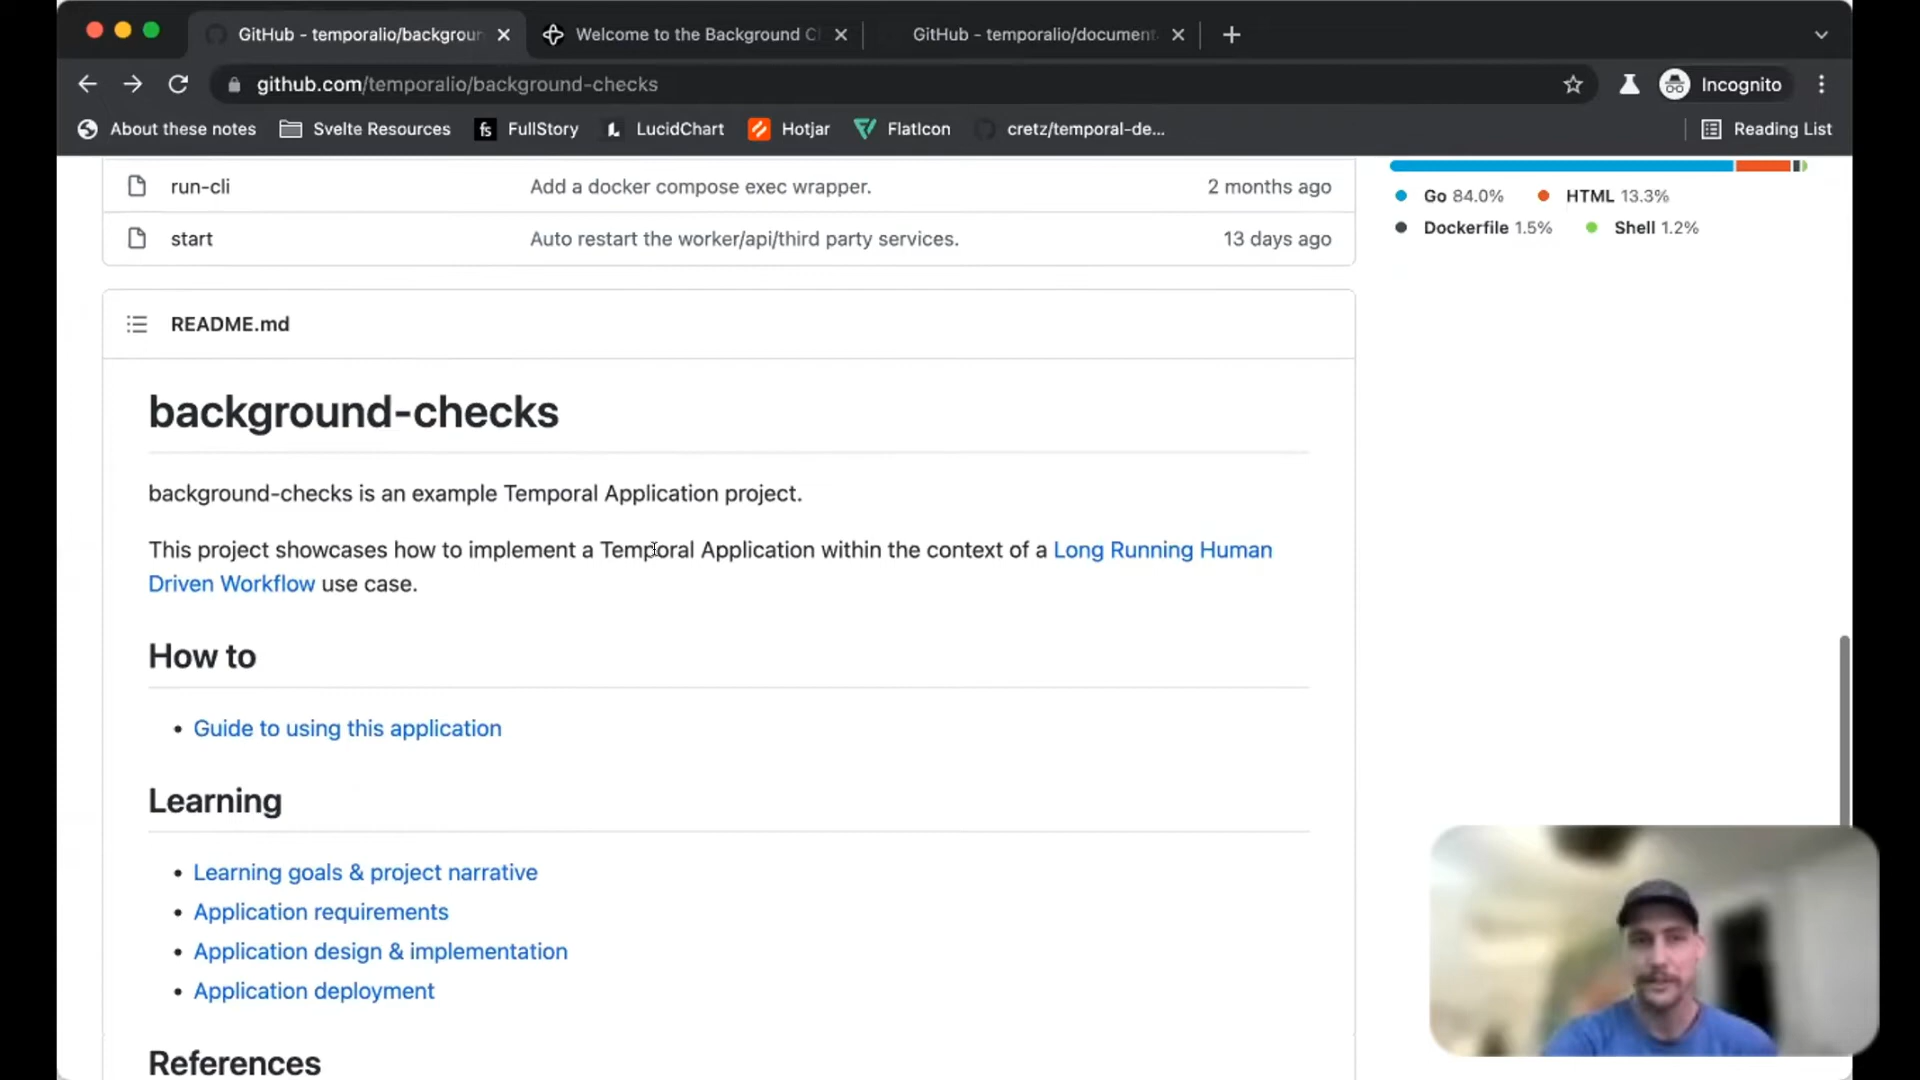 GitHub - temporalio/backgroun
Welcome to the Background C
GitHub - temporalio/document
github.com/temporalio/background-checks
Incognito
About these notes
Svelte Resources
fs
FullStory
LucidChart
Hotjar
FlatIcon
cretz/temporal-de...
Reading List
run-cli
Add a docker compose exec wrapper.
2 months ago
start
Auto restart the worker/api/third party services.
13 days ago
Go 84.0%
HTML 13.3%
Dockerfile 1.5%
Shell 1.2%
README.md
background-checks
background-checks is an example Temporal Application project.
This project showcases how to implement a Temporal Application within the context of a Long Running Human
Driven Workflow use case.
How to
Guide to using this application
Learning
Learning goals & project narrative
Application requirements
Application design & implementation
Application deployment
References